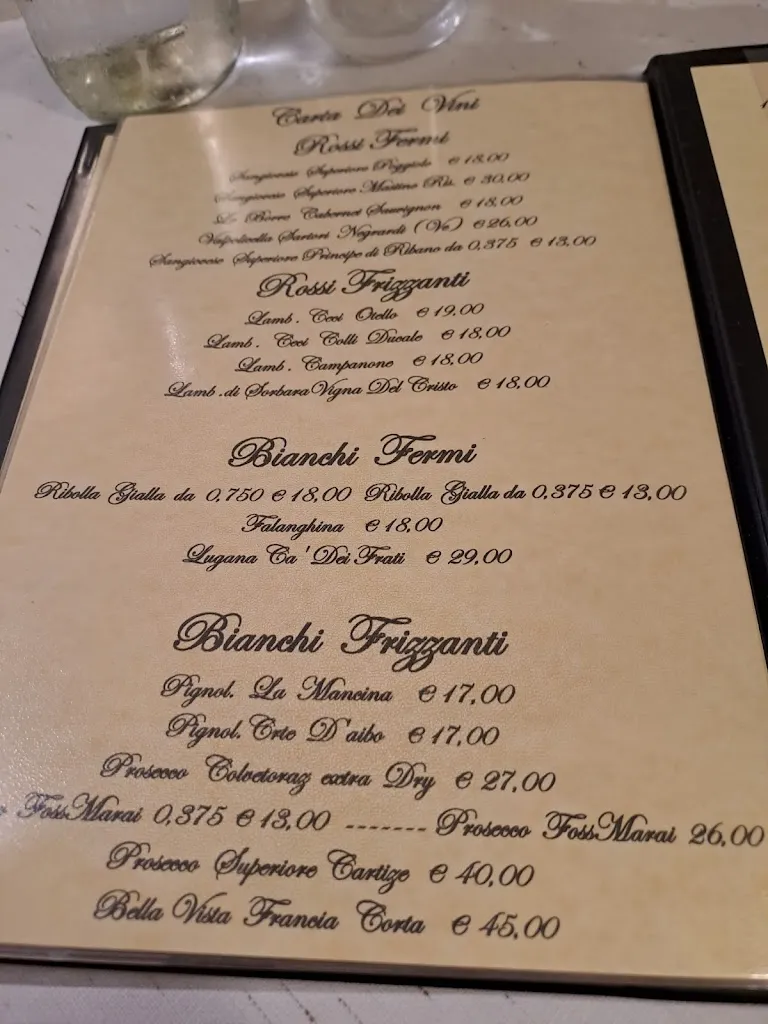 Carta Dei Vini
Rossi Fermi
Sangiovese Superiore Poggiolo € 18,00
Sangiovese Superiore Mastino Ris. € 30,00
Le Borre Cabernet Sauvignon € 18,00
Valpolicella Sartori Negrardi (Vr) € 26,00
Sangiovese Superiore Principe di Ribano da 0,375 € 13,00
Rossi Frizzanti
Lamb. Ceci Otello € 19,00
Lamb. Ceci Colli Ducale € 18,00
Lamb. Campanone € 18,00
Lamb. di Sorbara Vigna Del Cristo € 18,00
Bianchi Fermi
Ribolla Gialla da 0,750 € 18,00 Ribolla Gialla da 0,375 € 13,00
Falanghina € 18,00
Lugana Ca' Dei Frati € 29,00
Bianchi Frizzanti
Pignol. La Mancina € 17,00
Pignol. Orte D'aibo € 17,00
Prosecco Colvetoraz extra Dry € 27,00
FossMarai 0,375 € 13,00 ------- Prosecco FossMarai 26,00
Prosecco Superiore Cartize € 40,00
Bella Vista Francia Corta € 45,00